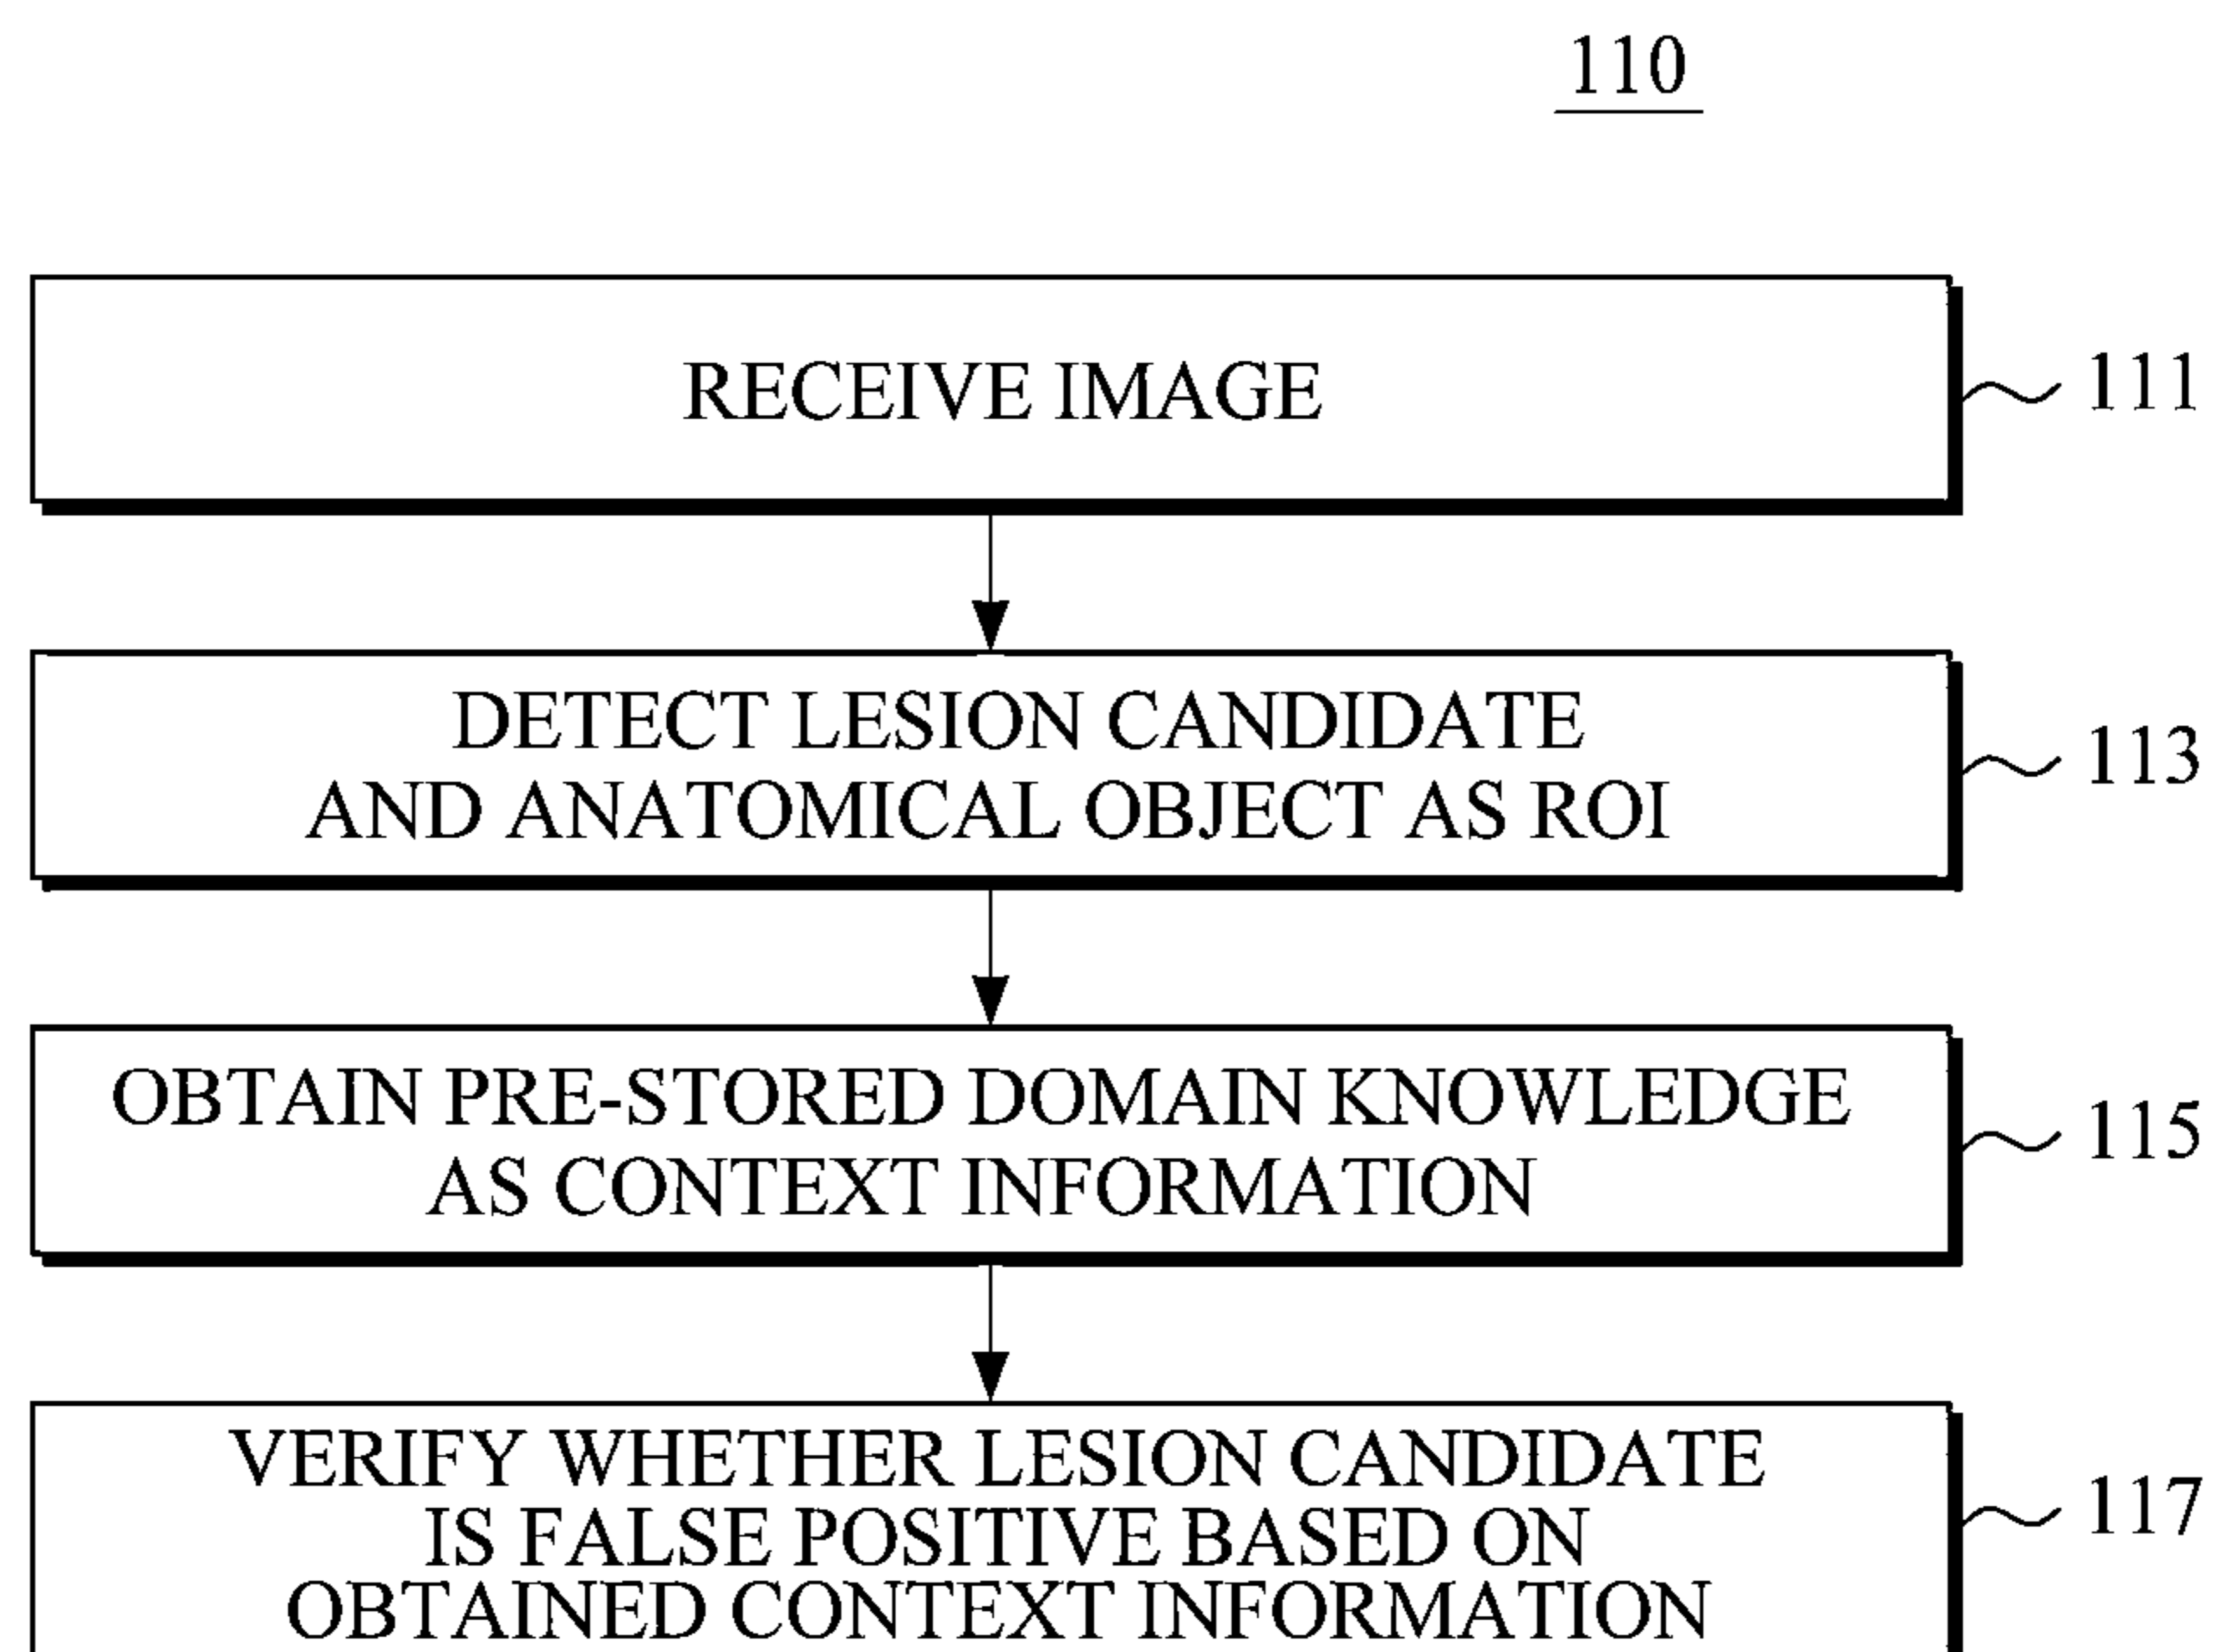 110
RECEIVE IMAGE
111
DETECT LESION CANDIDATE
AND ANATOMICAL OBJECT AS ROI
113
OBTAIN PRE-STORED DOMAIN KNOWLEDGE
AS CONTEXT INFORMATION
115
VERIFY WHETHER LESION CANDIDATE
IS FALSE POSITIVE BASED ON
OBTAINED CONTEXT INFORMATION
117